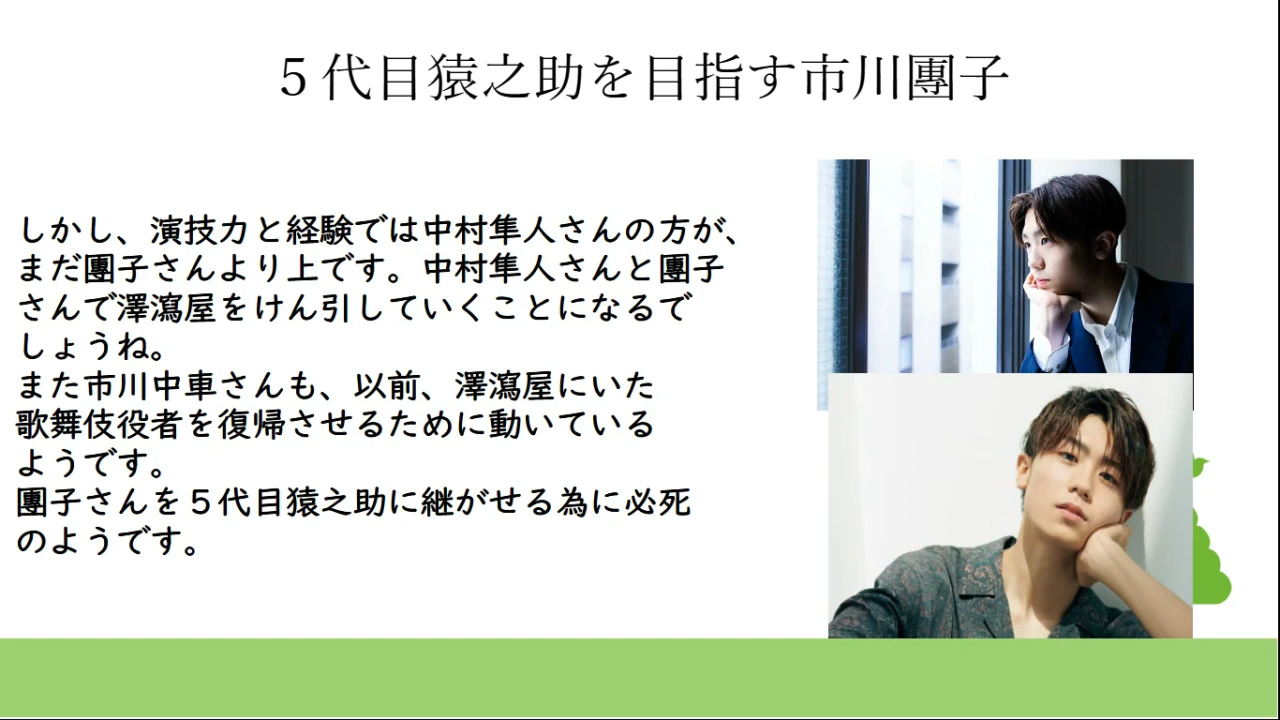 ５代目猿之助を目指す市川團子
しかし、演技力と経験では中村隼人さんの方が、
まだ團子さんより上です。中村隼人さんと團子
さんで澤瀉屋をけん引していくことになるで
しょうね。
また市川中車さんも、以前、澤瀉屋にいた
歌舞伎役者を復帰させるために動いている
ようです。
團子さんを５代目猿之助に継がせる為に必死
のようです。